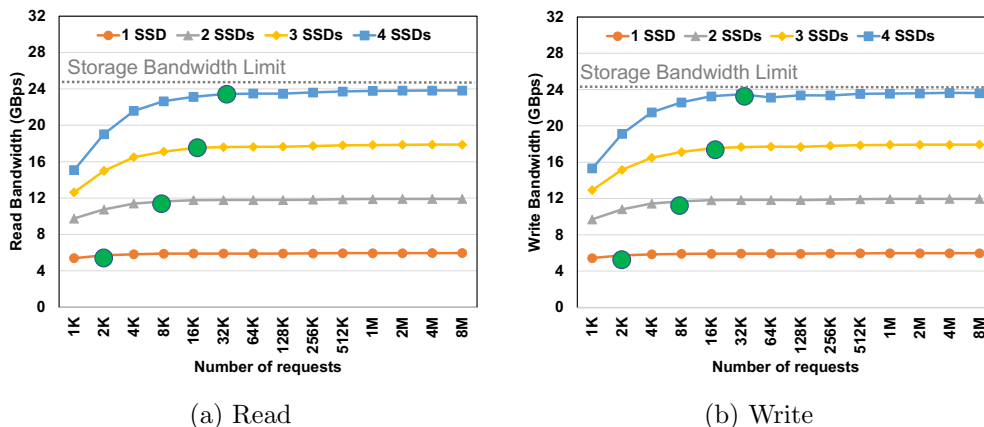 32
28
24
20
16
12
8
4
0
Read Bandwidth (GBps)
1 SSD 2 SSDs 3 SSDs 4 SSDs
Storage Bandwidth Limit
1K 2K 4K 8K 16K 32K 64K 128K 256K 512K 1M 2M 4M 8M
Number of requests
(a) Read
32
28
24
20
16
12
8
4
0
Write Bandwidth (GBps)
1 SSD 2 SSDs 3 SSDs 4 SSDs
Storage Bandwidth Limit
1K 2K 4K 8K 16K 32K 64K 128K 256K 512K 1M 2M 4M 8M
Number of requests
(b) Write